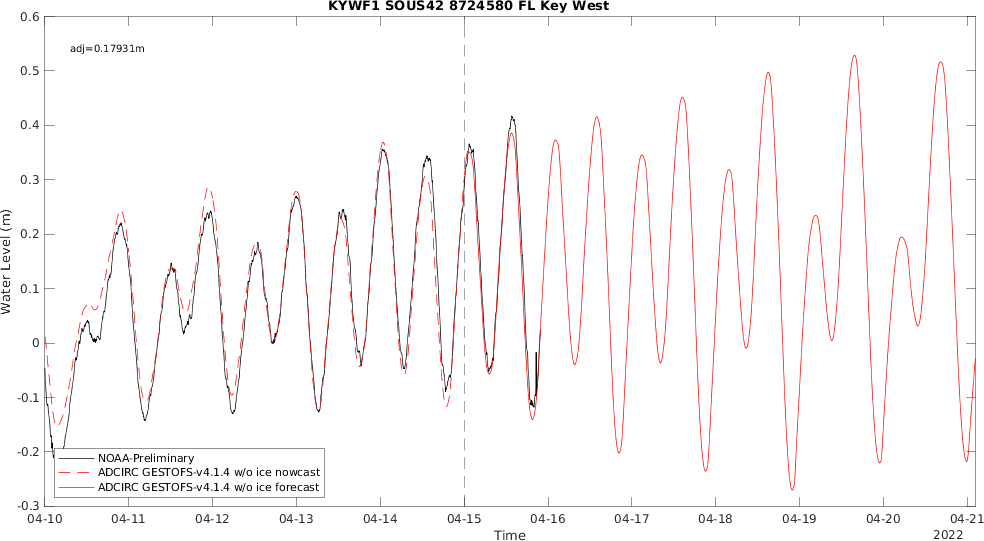 KYWF1 SOUS42 8724580 FL Key West
adj=0.17931m
0.6
0.5
0.4
0.3
0.2
0.1
0
-0.1
-0.2
-0.3
Water Level (m)
NOAA-Preliminary
ADCIRC GESTOFS-v4.1.4 w/o ice nowcast
ADCIRC GESTOFS-v4.1.4 w/o ice forecast
04-10 04-11 04-12 04-13 04-14 04-15 04-16 04-17 04-18 04-19 04-20 04-21
Time
2022